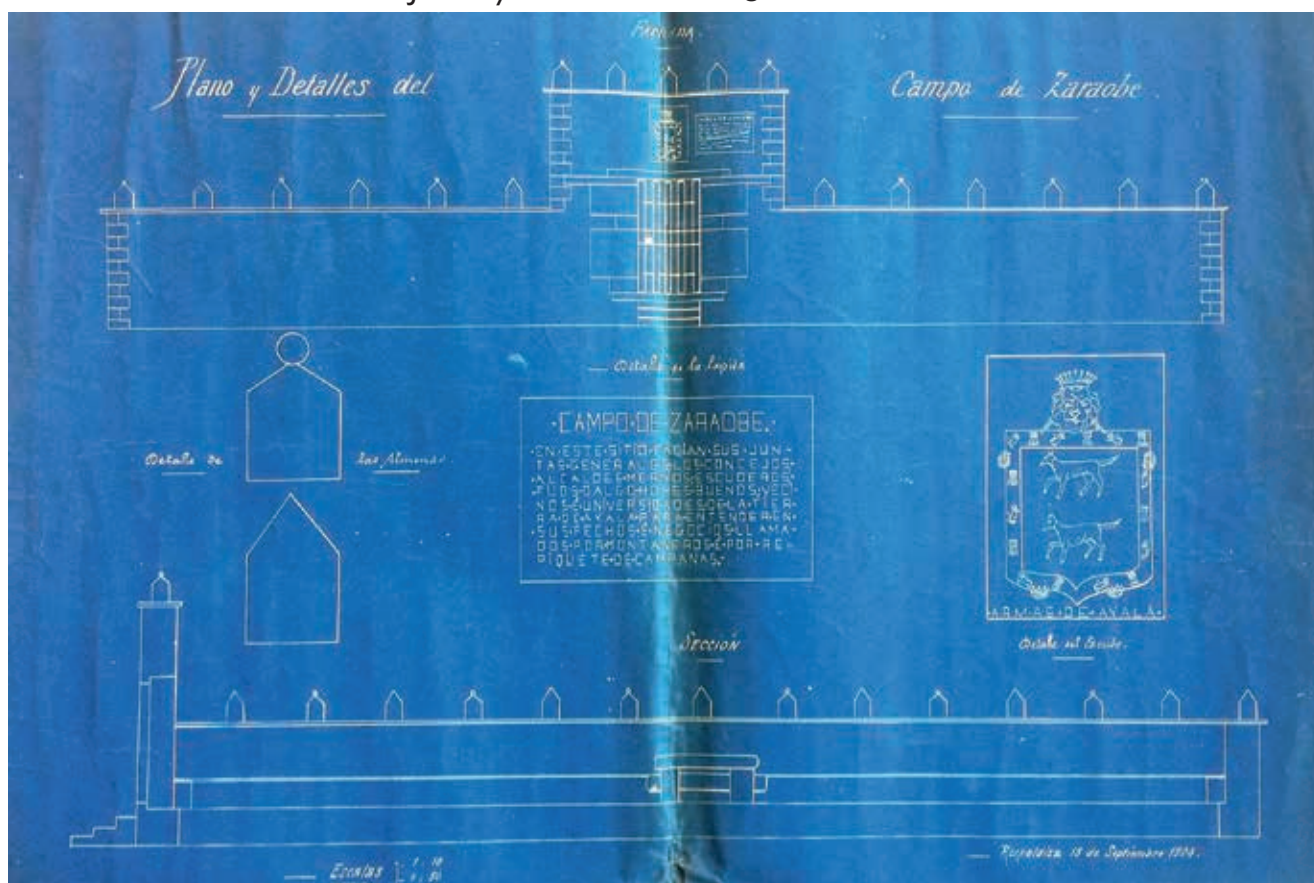 FACHADA.
Plano y Detalles del Campo de Zaraobe.
Detalle de la lapida
·CAMPO·DE·ZARAOBE.·
·EN·ESTE·SITIO·FACIAN·SUS·JUN-
TAS·GENERALES·LOS·CONCEJOS·
ALCALDES·MERINOS·ESCUDEROS·
FIJOSDALGO·HOMES·BUENOS·VECI
NOS·E·UNIVERSIDADES·DE·LA·TIER-
RA·DE·AYALA·PARA·ENTENDER·EN·
·SUS·PECHOS·E·NEGOCIOS·LLAMA-
DOS·POR·MONTANEROS·E·POR·RE-
PIQUETE·DE·CAMPANAS.·
Detalle de las Almenas.
·ARMAS·DE·AYALA·
Detalle del Escudo.
SECCIÓN
ESCALAS
Respaldiza 18 de Septiembre